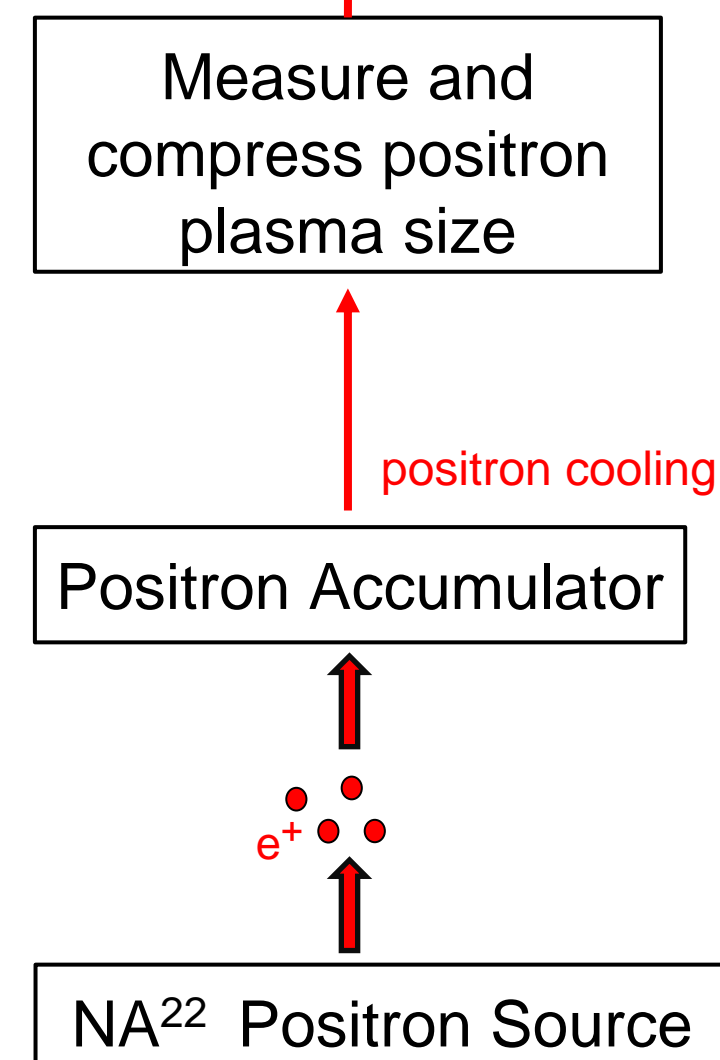 Measure and
compress positron
plasma size
positron cooling
Positron Accumulator
e⁺
NA²² Positron Source